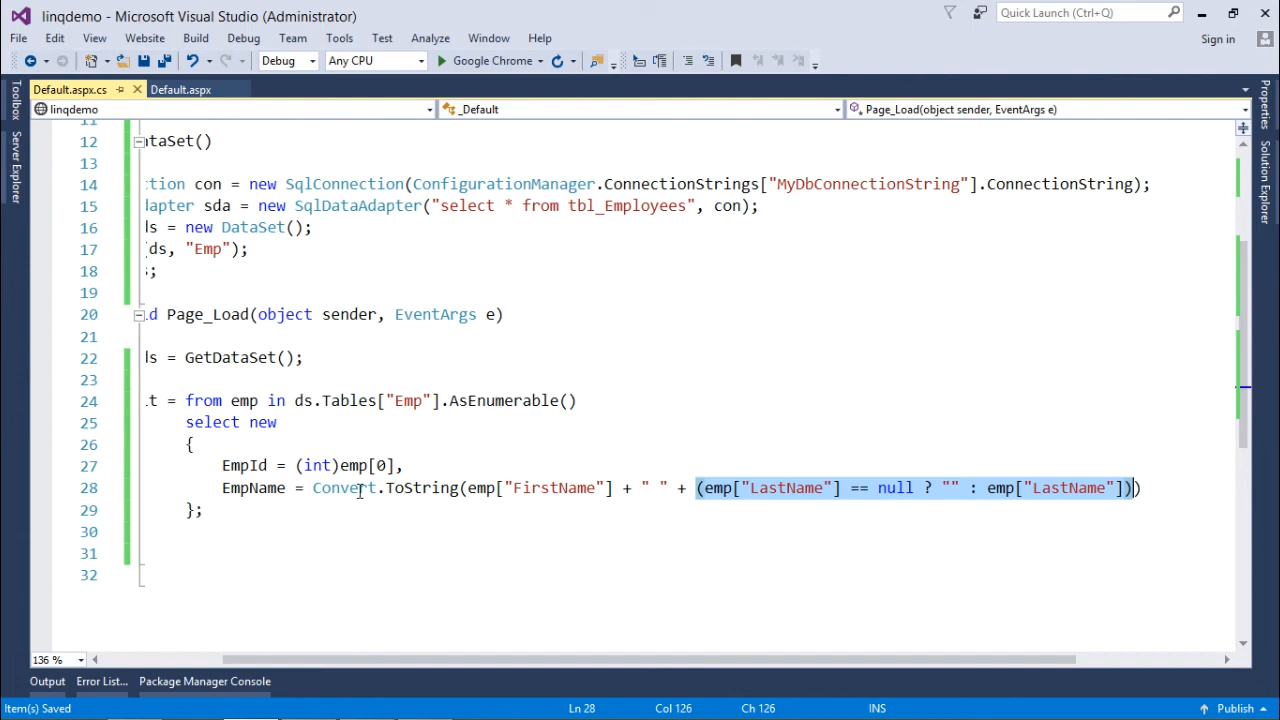 linqdemo - Microsoft Visual Studio (Administrator)
Quick Launch (Ctrl+Q)
File Edit View Website Build Debug Team Tools Test Analyze Window Help
Sign in
Debug Any CPU Google Chrome
Default.aspx.cs Default.aspx
linqdemo _Default Page_Load(object sender, EventArgs e)
Toolbox
Server Explorer
Properties
Solution Explorer
11
12 taSet()
13
14 tion con = new SqlConnection(ConfigurationManager.ConnectionStrings["MyDbConnectionString"].ConnectionString);
15 dapter sda = new SqlDataAdapter("select * from tbl_Employees", con);
16 ds = new DataSet();
17 (ds, "Emp");
18 s;
19
20 d Page_Load(object sender, EventArgs e)
21
22 ds = GetDataSet();
23
24 t = from emp in ds.Tables["Emp"].AsEnumerable()
25 select new
26 {
27 EmpId = (int)emp[0],
28 EmpName = Convert.ToString(emp["FirstName"] + " " + (emp["LastName"] == null ? "" : emp["LastName"]))
29 };
30
31
32
136 %
Output Error List... Package Manager Console
Item(s) Saved Ln 28 Col 126 Ch 126 INS Publish